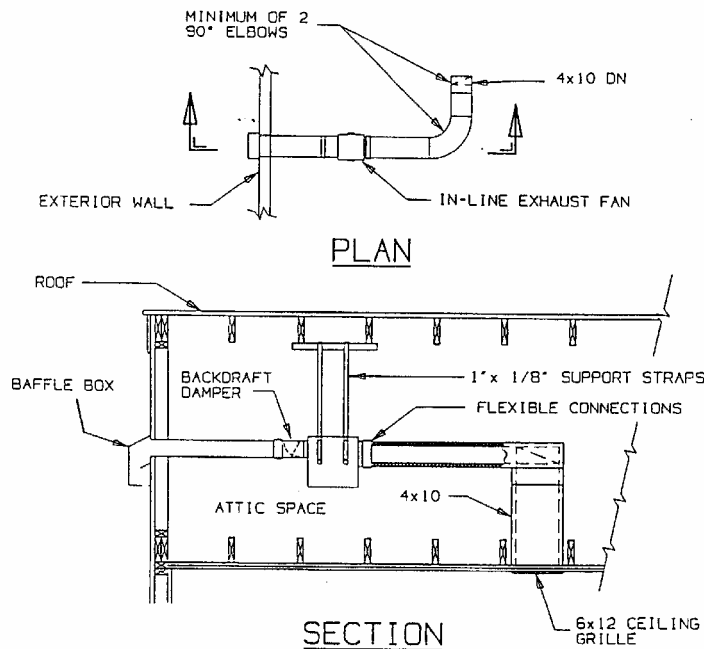 MINIMUM OF 2
90° ELBOWS
4x10 DN
EXTERIOR WALL
IN-LINE EXHAUST FAN
PLAN
ROOF
BAFFLE BOX
BACKDRAFT
DAMPER
1"x 1/8" SUPPORT STRAPS
FLEXIBLE CONNECTIONS
4x10
ATTIC SPACE
6x12 CEILING
GRILLE
SECTION